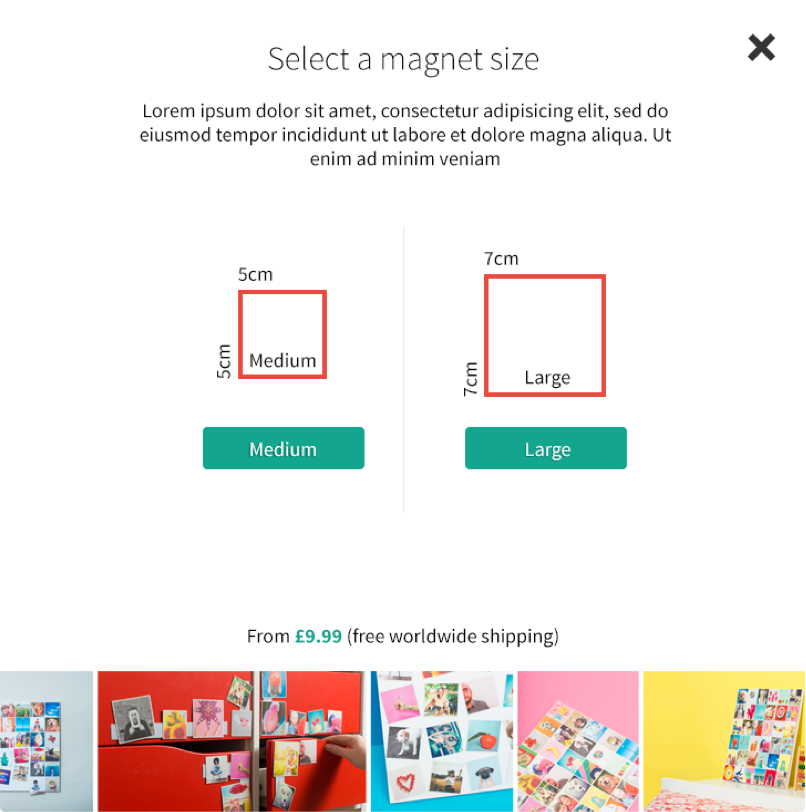 Select a magnet size
Lorem ipsum dolor sit amet, consectetur adipisicing elit, sed do
eiusmod tempor incididunt ut labore et dolore magna aliqua. Ut
enim ad minim veniam
5cm
5cm
Medium
Medium
7cm
7cm
Large
Large
From £9.99 (free worldwide shipping)